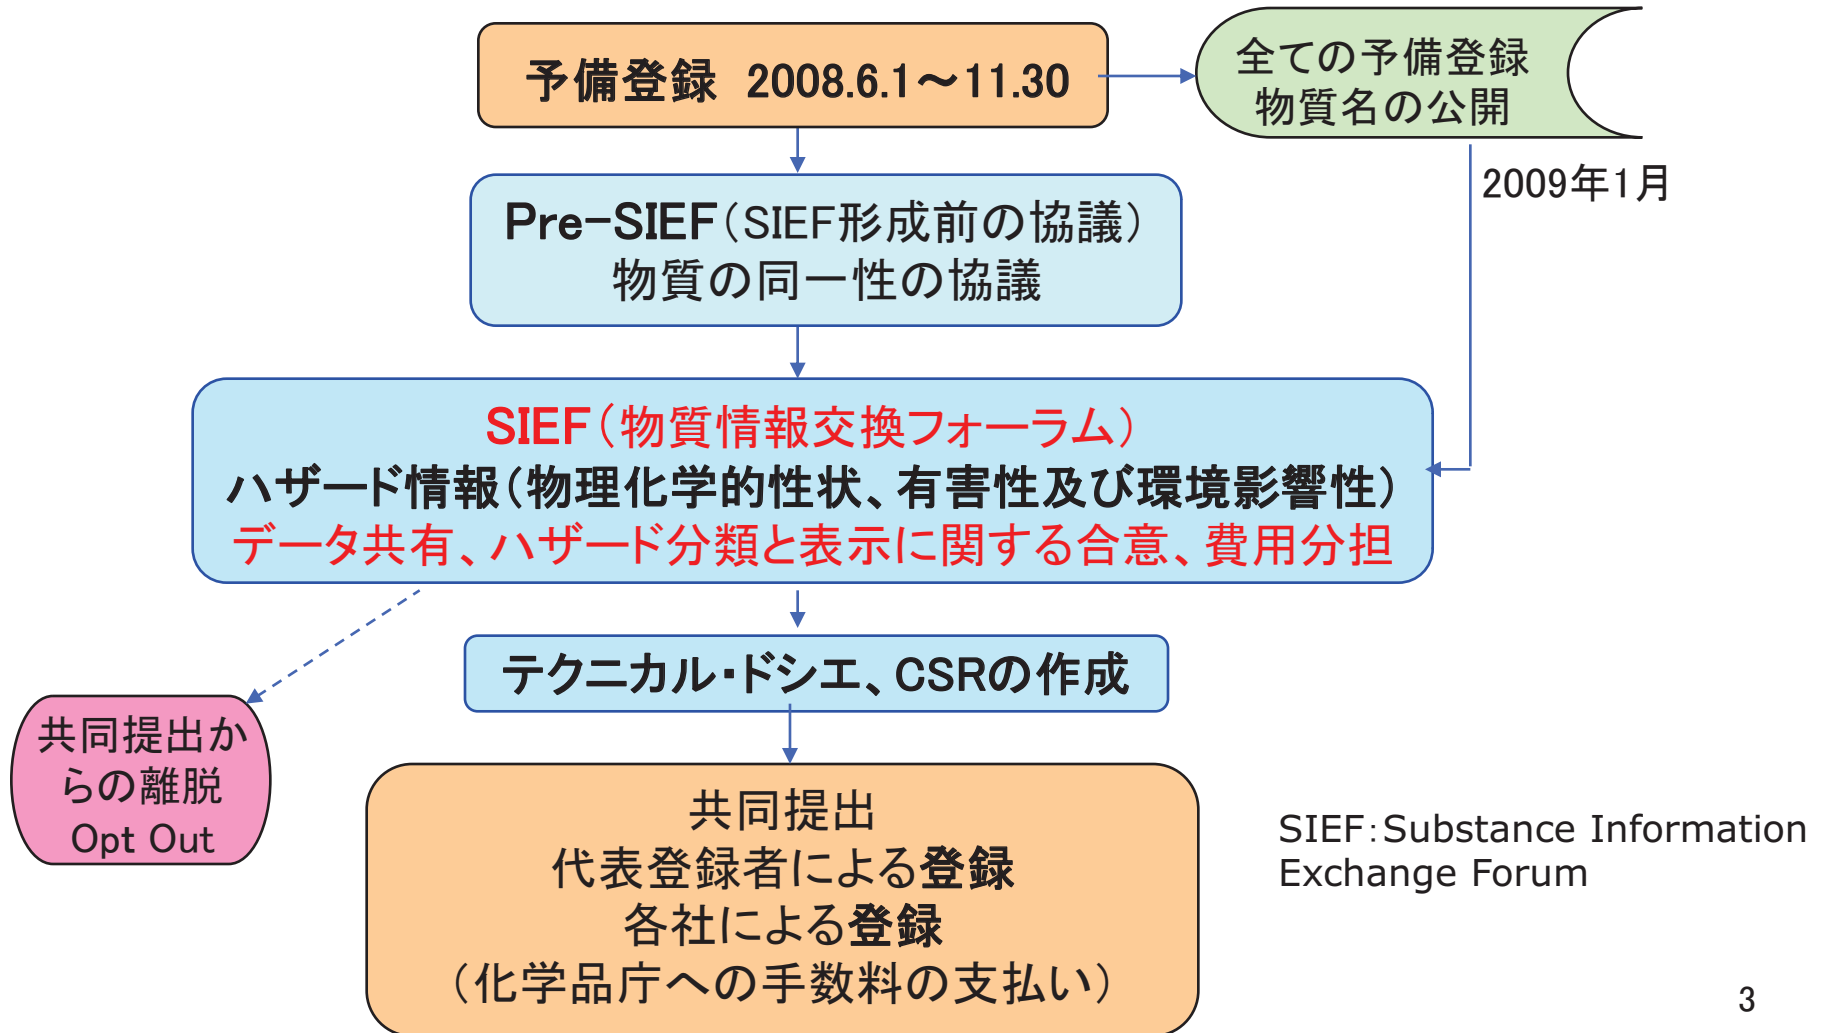 予備登録 2008.6.1～11.30
全ての予備登録
物質名の公開
2009年1月
Pre-SIEF(SIEF形成前の協議)
物質の同一性の協議
SIEF(物質情報交換フォーラム)
ハザード情報(物理化学的性状、有害性及び環境影響性)
データ共有、ハザード分類と表示に関する合意、費用分担
テクニカル・ドシエ、CSRの作成
共同提出か
らの離脱
Opt Out
共同提出
代表登録者による登録
各社による登録
(化学品庁への手数料の支払い)
SIEF:Substance Information
Exchange Forum
3